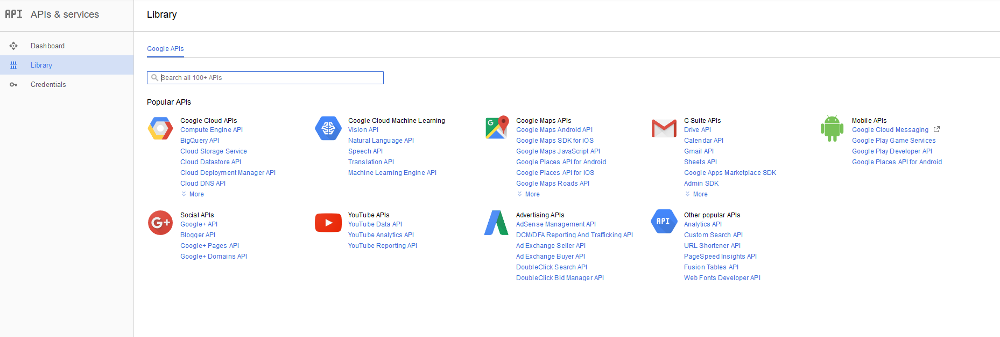 API APIs & services
Library
Dashboard
Library
Credentials
Google APIs
Search all 100+ APIs
Popular APIs
Google Cloud APIs
Compute Engine API
BigQuery API
Cloud Storage Service
Cloud Datastore API
Cloud Deployment Manager API
Cloud DNS API
More
Google Cloud Machine Learning
Vision API
Natural Language API
Speech API
Translation API
Machine Learning Engine API
G
Google Maps APIs
Google Maps Android API
Google Maps SDK for iOS
Google Maps JavaScript API
Google Places API for Android
Google Places API for iOS
Google Maps Roads API
More
G Suite APIs
Drive API
Calendar API
Gmail API
Sheets API
Google Apps Marketplace SDK
Admin SDK
More
Mobile APIs
Google Cloud Messaging
Google Play Game Services
Google Play Developer API
Google Places API for Android
G+
Social APIs
Google+ API
Blogger API
Google+ Pages API
Google+ Domains API
YouTube APIs
YouTube Data API
YouTube Analytics API
YouTube Reporting API
Advertising APIs
AdSense Management API
DCM/DFA Reporting And Trafficking API
Ad Exchange Seller API
Ad Exchange Buyer API
DoubleClick Search API
DoubleClick Bid Manager API
API
Other popular APIs
Analytics API
Custom Search API
URL Shortener API
PageSpeed Insights API
Fusion Tables API
Web Fonts Developer API